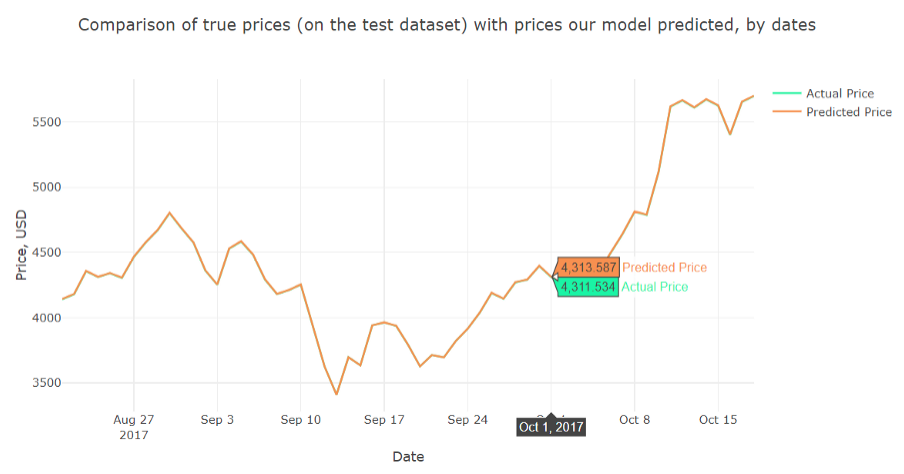 Comparison of true prices (on the test dataset) with prices our model predicted, by dates
Actual Price
Predicted Price
Price, USD
5500
5000
4500
4000
3500
4,313.587 Predicted Price
4,311.534 Actual Price
Aug 27 Sep 3 Sep 10 Sep 17 Sep 24 Oct 8 Oct 15
2017
Oct 1, 2017
Date